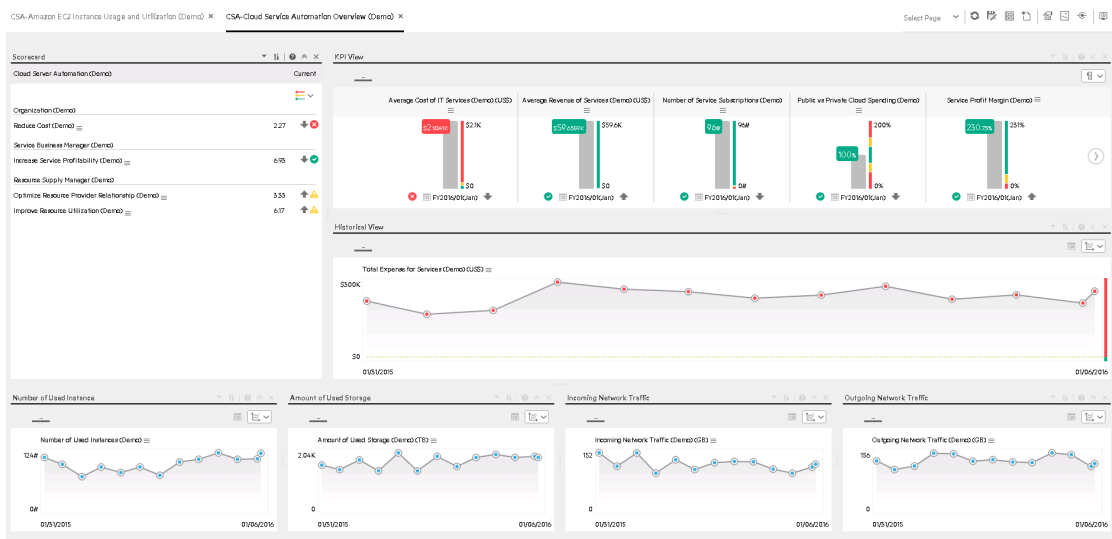 CSA-Amazon EC2 Instance Usage and Utilization (Demo) ×
CSA-Cloud Service Automation Overview (Demo) ×
Select Page
Scorecard
Cloud Server Automation (Demo) Current
Organization (Demo)
Reduce Cost (Demo) 2.27
Service Business Manager (Demo)
Increase Service Profitability (Demo) 6.93
Resource Supply Manager (Demo)
Optimize Resource Provider Relationship (Demo) 3.33
Improve Resource Utilization (Demo) 6.17
KPI View
Average Cost of IT Services (Demo) (US$)
$2.1041K $2.1K
$0
FY2016/01(Jan)
Average Revenue of Services (Demo) (US$)
$59.6389K $59.6K
$0
FY2016/01(Jan)
Number of Service Subscriptions (Demo)
96# 96#
0#
FY2016/01(Jan)
Public vs Private Cloud Spending (Demo)
200%
100%
0%
FY2016/01(Jan)
Service Profit Margin (Demo)
230.75% 231%
0%
FY2016/01(Jan)
Historical View
Total Expense for Services (Demo) (US$)
$300K
$0
01/31/2015 01/06/2016
Number of Used Instance
Number of Used Instances (Demo)
124#
0#
01/31/2015 01/06/2016
Amount of Used Storage
Amount of Used Storage (Demo) (TB)
2.04K
0
01/31/2015 01/06/2016
Incoming Network Traffic
Incoming Network Traffic (Demo) (GB)
152
0
01/31/2015 01/06/2016
Outgoing Network Traffic
Outgoing Network Traffic (Demo) (GB)
156
0
01/31/2015 01/06/2016